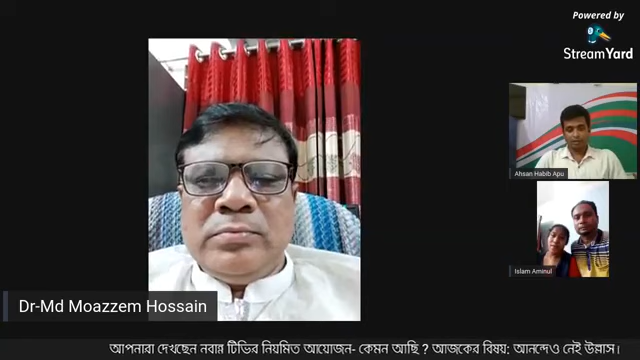 Powered by
StreamYard
Ahsan Habib Apu
Islam Aminul
Dr-Md Moazzem Hossain
আপনারা দেখছেন নবান্ন টিভির নিয়মিত আয়োজন- কেমন আছি ? আজকের বিষয়: আনন্দেও নেই উল্লাস।